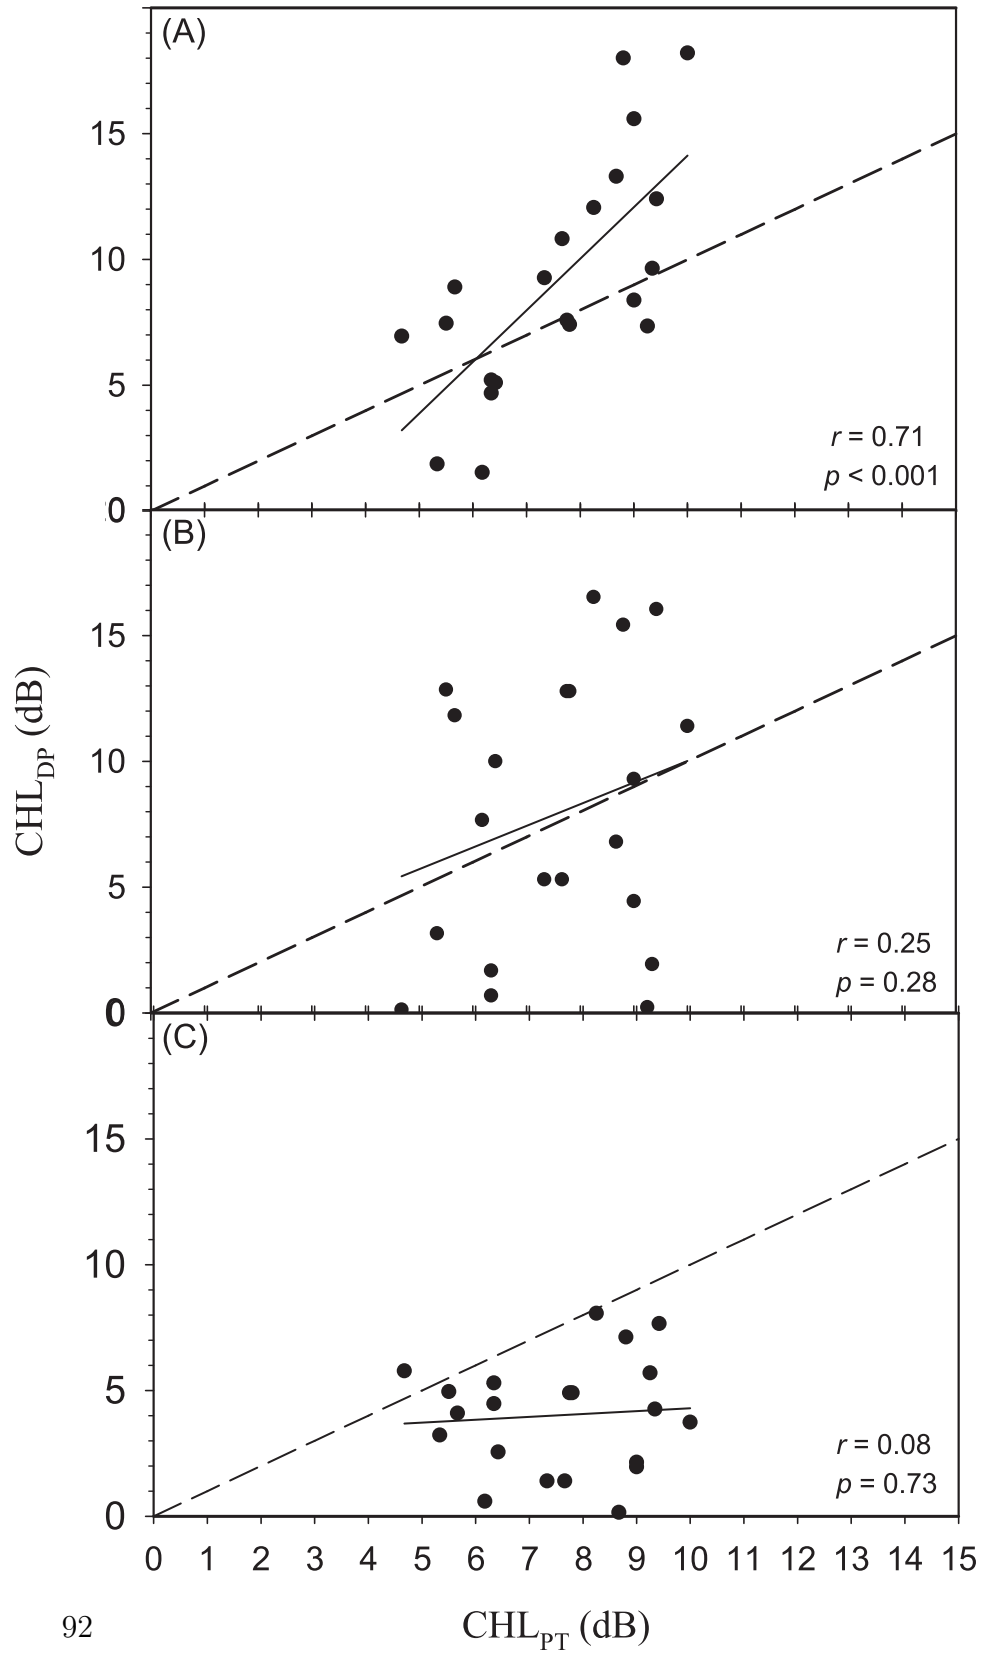 (A)
15
10
5
0
r = 0.71
p < 0.001
(B)
15
10
5
0
r = 0.25
p = 0.28
(C)
15
10
5
0
r = 0.08
p = 0.73
0 1 2 3 4 5 6 7 8 9 10 11 12 13 14 15
CHL_DP (dB)
CHL_PT (dB)
92